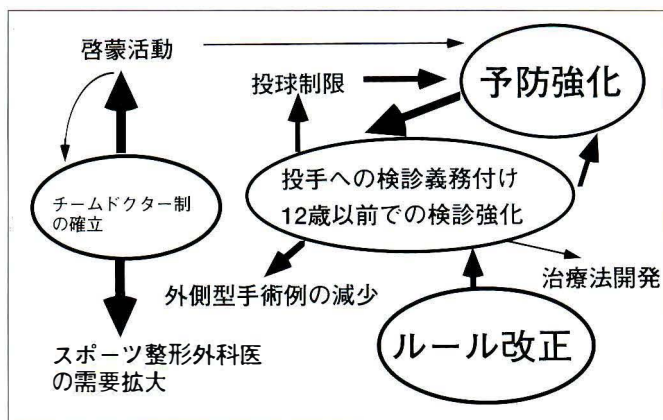 啓蒙活動
投球制限
予防強化
チームドクター制
の確立
投手への検診義務付け
12歳以前での検診強化
外側型手術例の減少
治療法開発
スポーツ整形外科医
の需要拡大
ルール改正